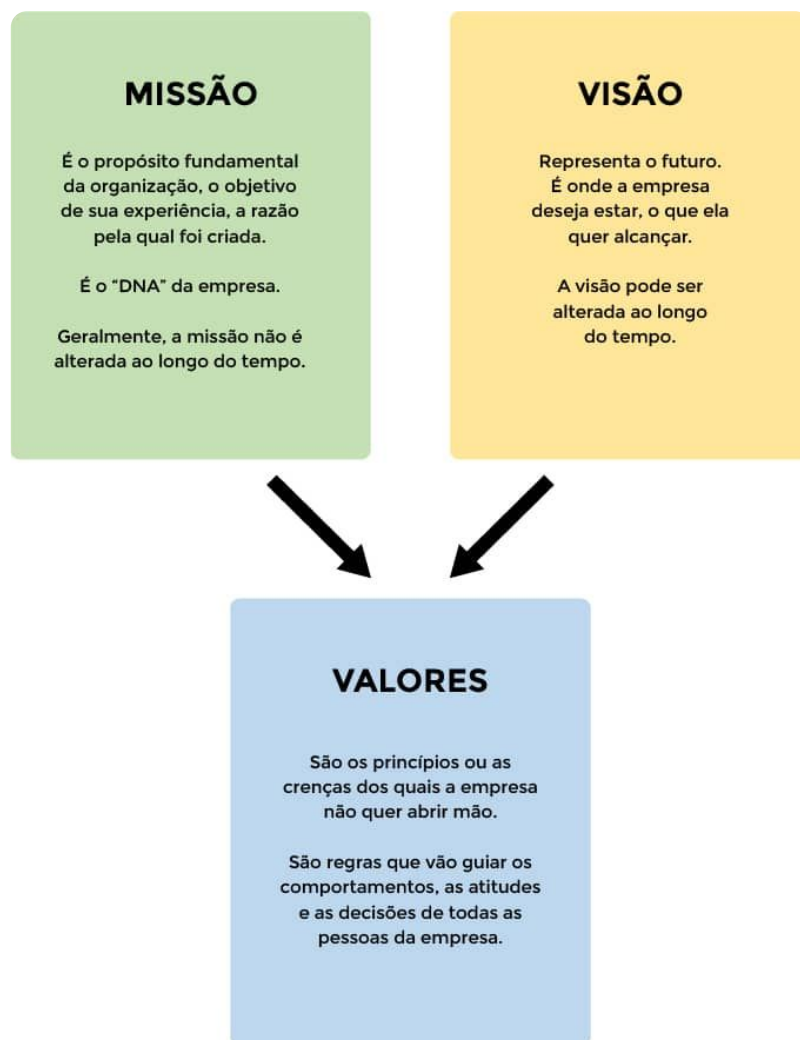 MISSÃO
É o propósito fundamental
da organização, o objetivo
de sua experiência, a razão
pela qual foi criada.
É o “DNA” da empresa.
Geralmente, a missão não é
alterada ao longo do tempo.
VISÃO
Representa o futuro.
É onde a empresa
deseja estar, o que ela
quer alcançar.
A visão pode ser
alterada ao longo
do tempo.
VALORES
São os princípios ou as
crenças dos quais a empresa
não quer abrir mão.
São regras que vão guiar os
comportamentos, as atitudes
e as decisões de todas as
pessoas da empresa.